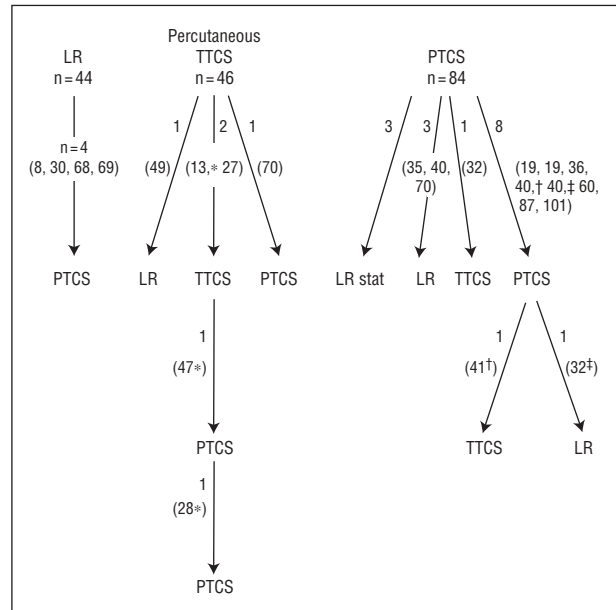 Percutaneous
LR TTCS PTCS
n=44 n=46 n=84
1 2 1 3 3 1 8
n=4
(8, 30, 68, 69) (49) (13,* 27) (70) (35, 40, 70) (32) (19, 19, 36, 40,† 40,‡ 60, 87, 101)
PTCS LR TTCS PTCS LR stat LR TTCS PTCS
1 1 1
(47*) (41†) (32‡)
PTCS TTCS LR
1
(28*)
PTCS